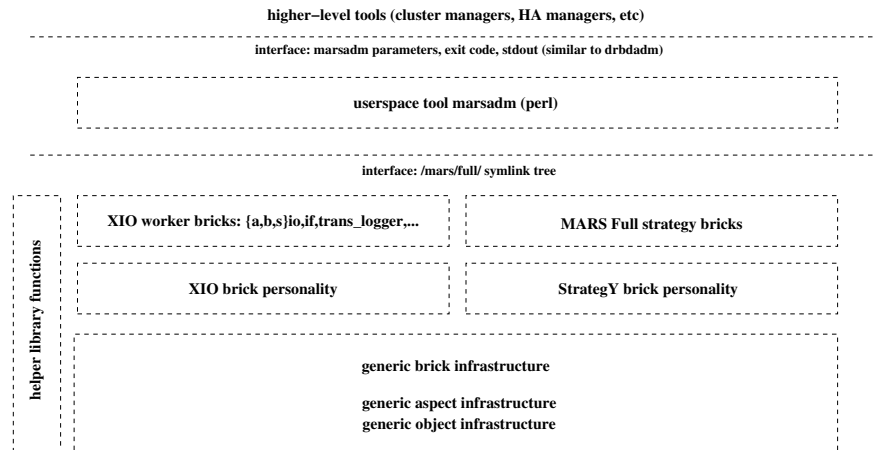 higher−level tools (cluster managers, HA managers, etc)
interface: marsadm parameters, exit code, stdout (similar to drbdadm)
userspace tool marsadm (perl)
interface: /mars/full/ symlink tree
helper library functions
XIO worker bricks: {a,b,s}io,if,trans_logger,...
MARS Full strategy bricks
XIO brick personality
StrategY brick personality
generic brick infrastructure
generic aspect infrastructure
generic object infrastructure